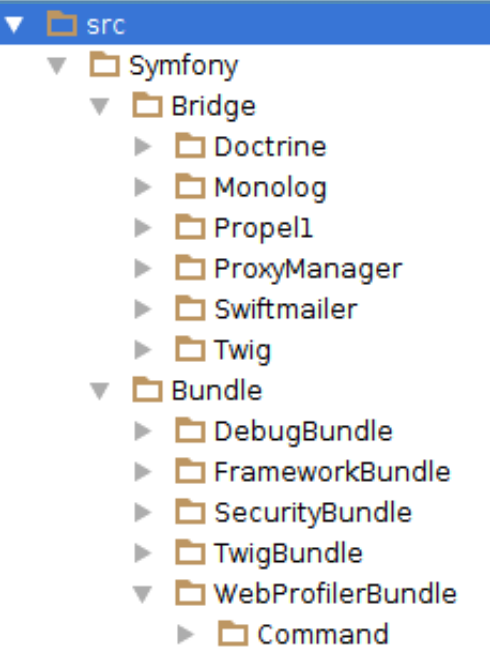 src
Symfony
Bridge
Doctrine
Monolog
Propel1
ProxyManager
Swiftmailer
Twig
Bundle
DebugBundle
FrameworkBundle
SecurityBundle
TwigBundle
WebProfilerBundle
Command